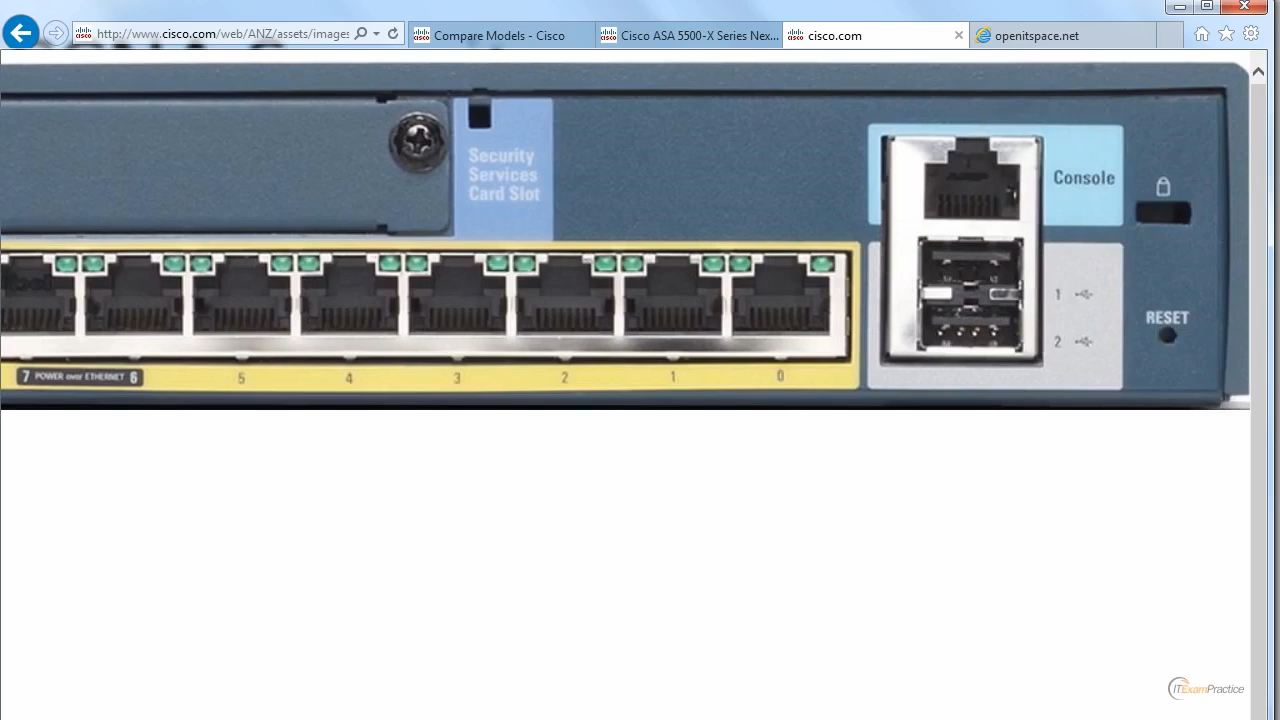 http://www.cisco.com/web/ANZ/assets/images
Compare Models - Cisco
Cisco ASA 5500-X Series Nex...
cisco.com
openitspace.net
Security
Services
Card Slot
Console
1
RESET
2
7 POWER over ETHERNET 6
5
4
3
2
1
0
ITExamPractice